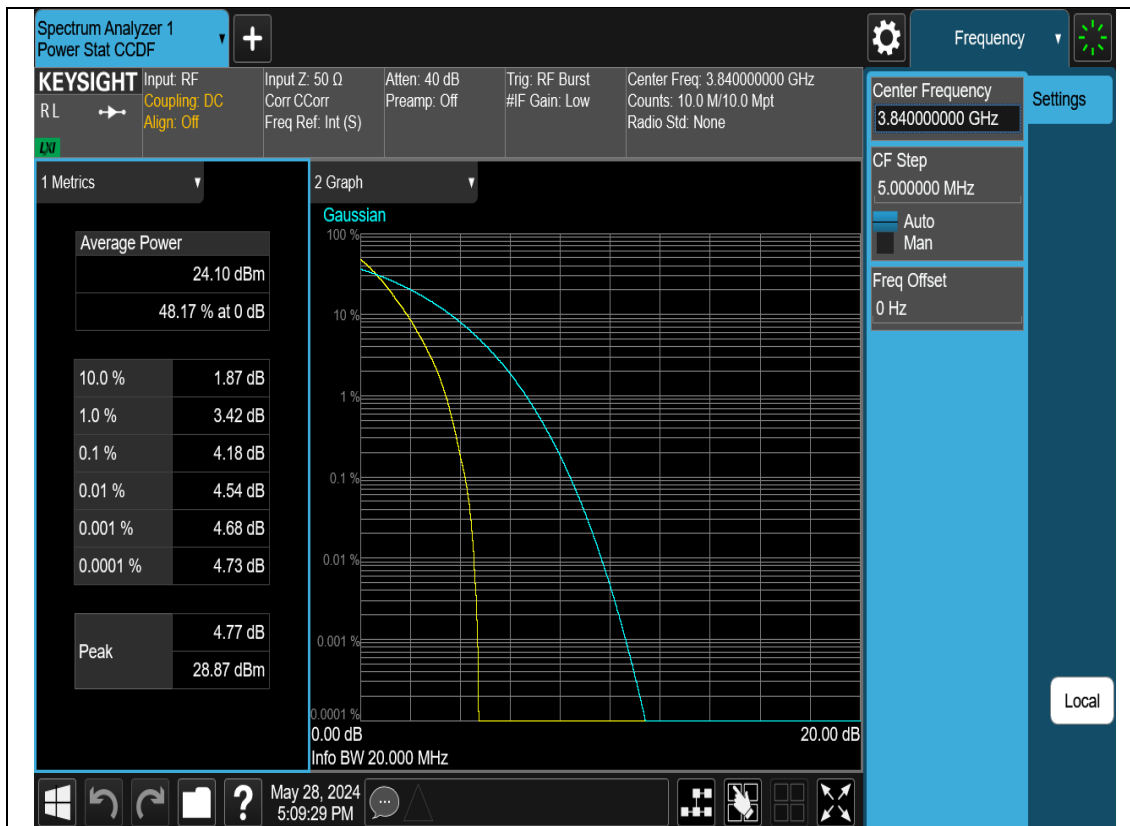 Spectrum Analyzer 1
Power Stat CCDF
+
Frequency
KEYSIGHT
RL
LXI
Input: RF
Coupling: DC
Align: Off
Input Z: 50 Ω
Corr CCorr
Freq Ref: Int (S)
Atten: 40 dB
Preamp: Off
Trig: RF Burst
#IF Gain: Low
Center Freq: 3.840000000 GHz
Counts: 10.0 M/10.0 Mpt
Radio Std: None
Center Frequency
3.840000000 GHz
Settings
CF Step
5.000000 MHz
Auto
Man
Freq Offset
0 Hz
1 Metrics
Average Power
24.10 dBm
48.17 % at 0 dB
10.0 % 1.87 dB
1.0 % 3.42 dB
0.1 % 4.18 dB
0.01 % 4.54 dB
0.001 % 4.68 dB
0.0001 % 4.73 dB
Peak
4.77 dB
28.87 dBm
2 Graph
Gaussian
100 %
10 %
1 %
0.1 %
0.01 %
0.001 %
0.0001 %
0.00 dB 20.00 dB
Info BW 20.000 MHz
Local
?
May 28, 2024
5:09:29 PM